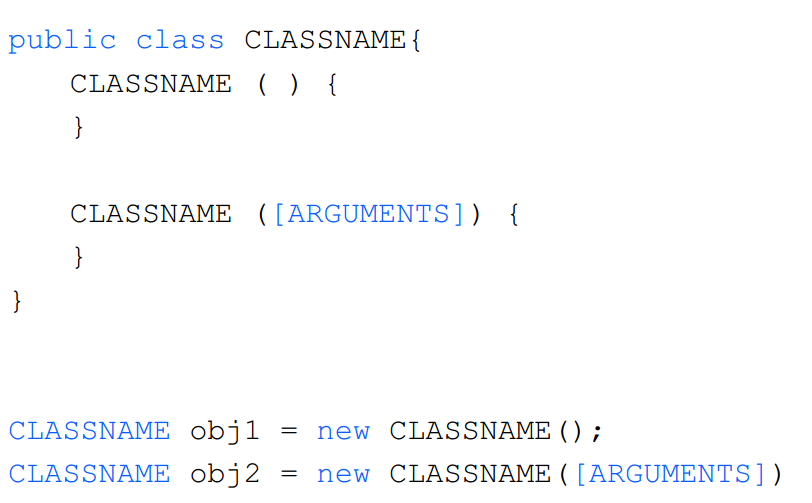 public class CLASSNAME{
CLASSNAME ( ) {
}
CLASSNAME ([ARGUMENTS]) {
}
}
CLASSNAME obj1 = new CLASSNAME();
CLASSNAME obj2 = new CLASSNAME([ARGUMENTS])